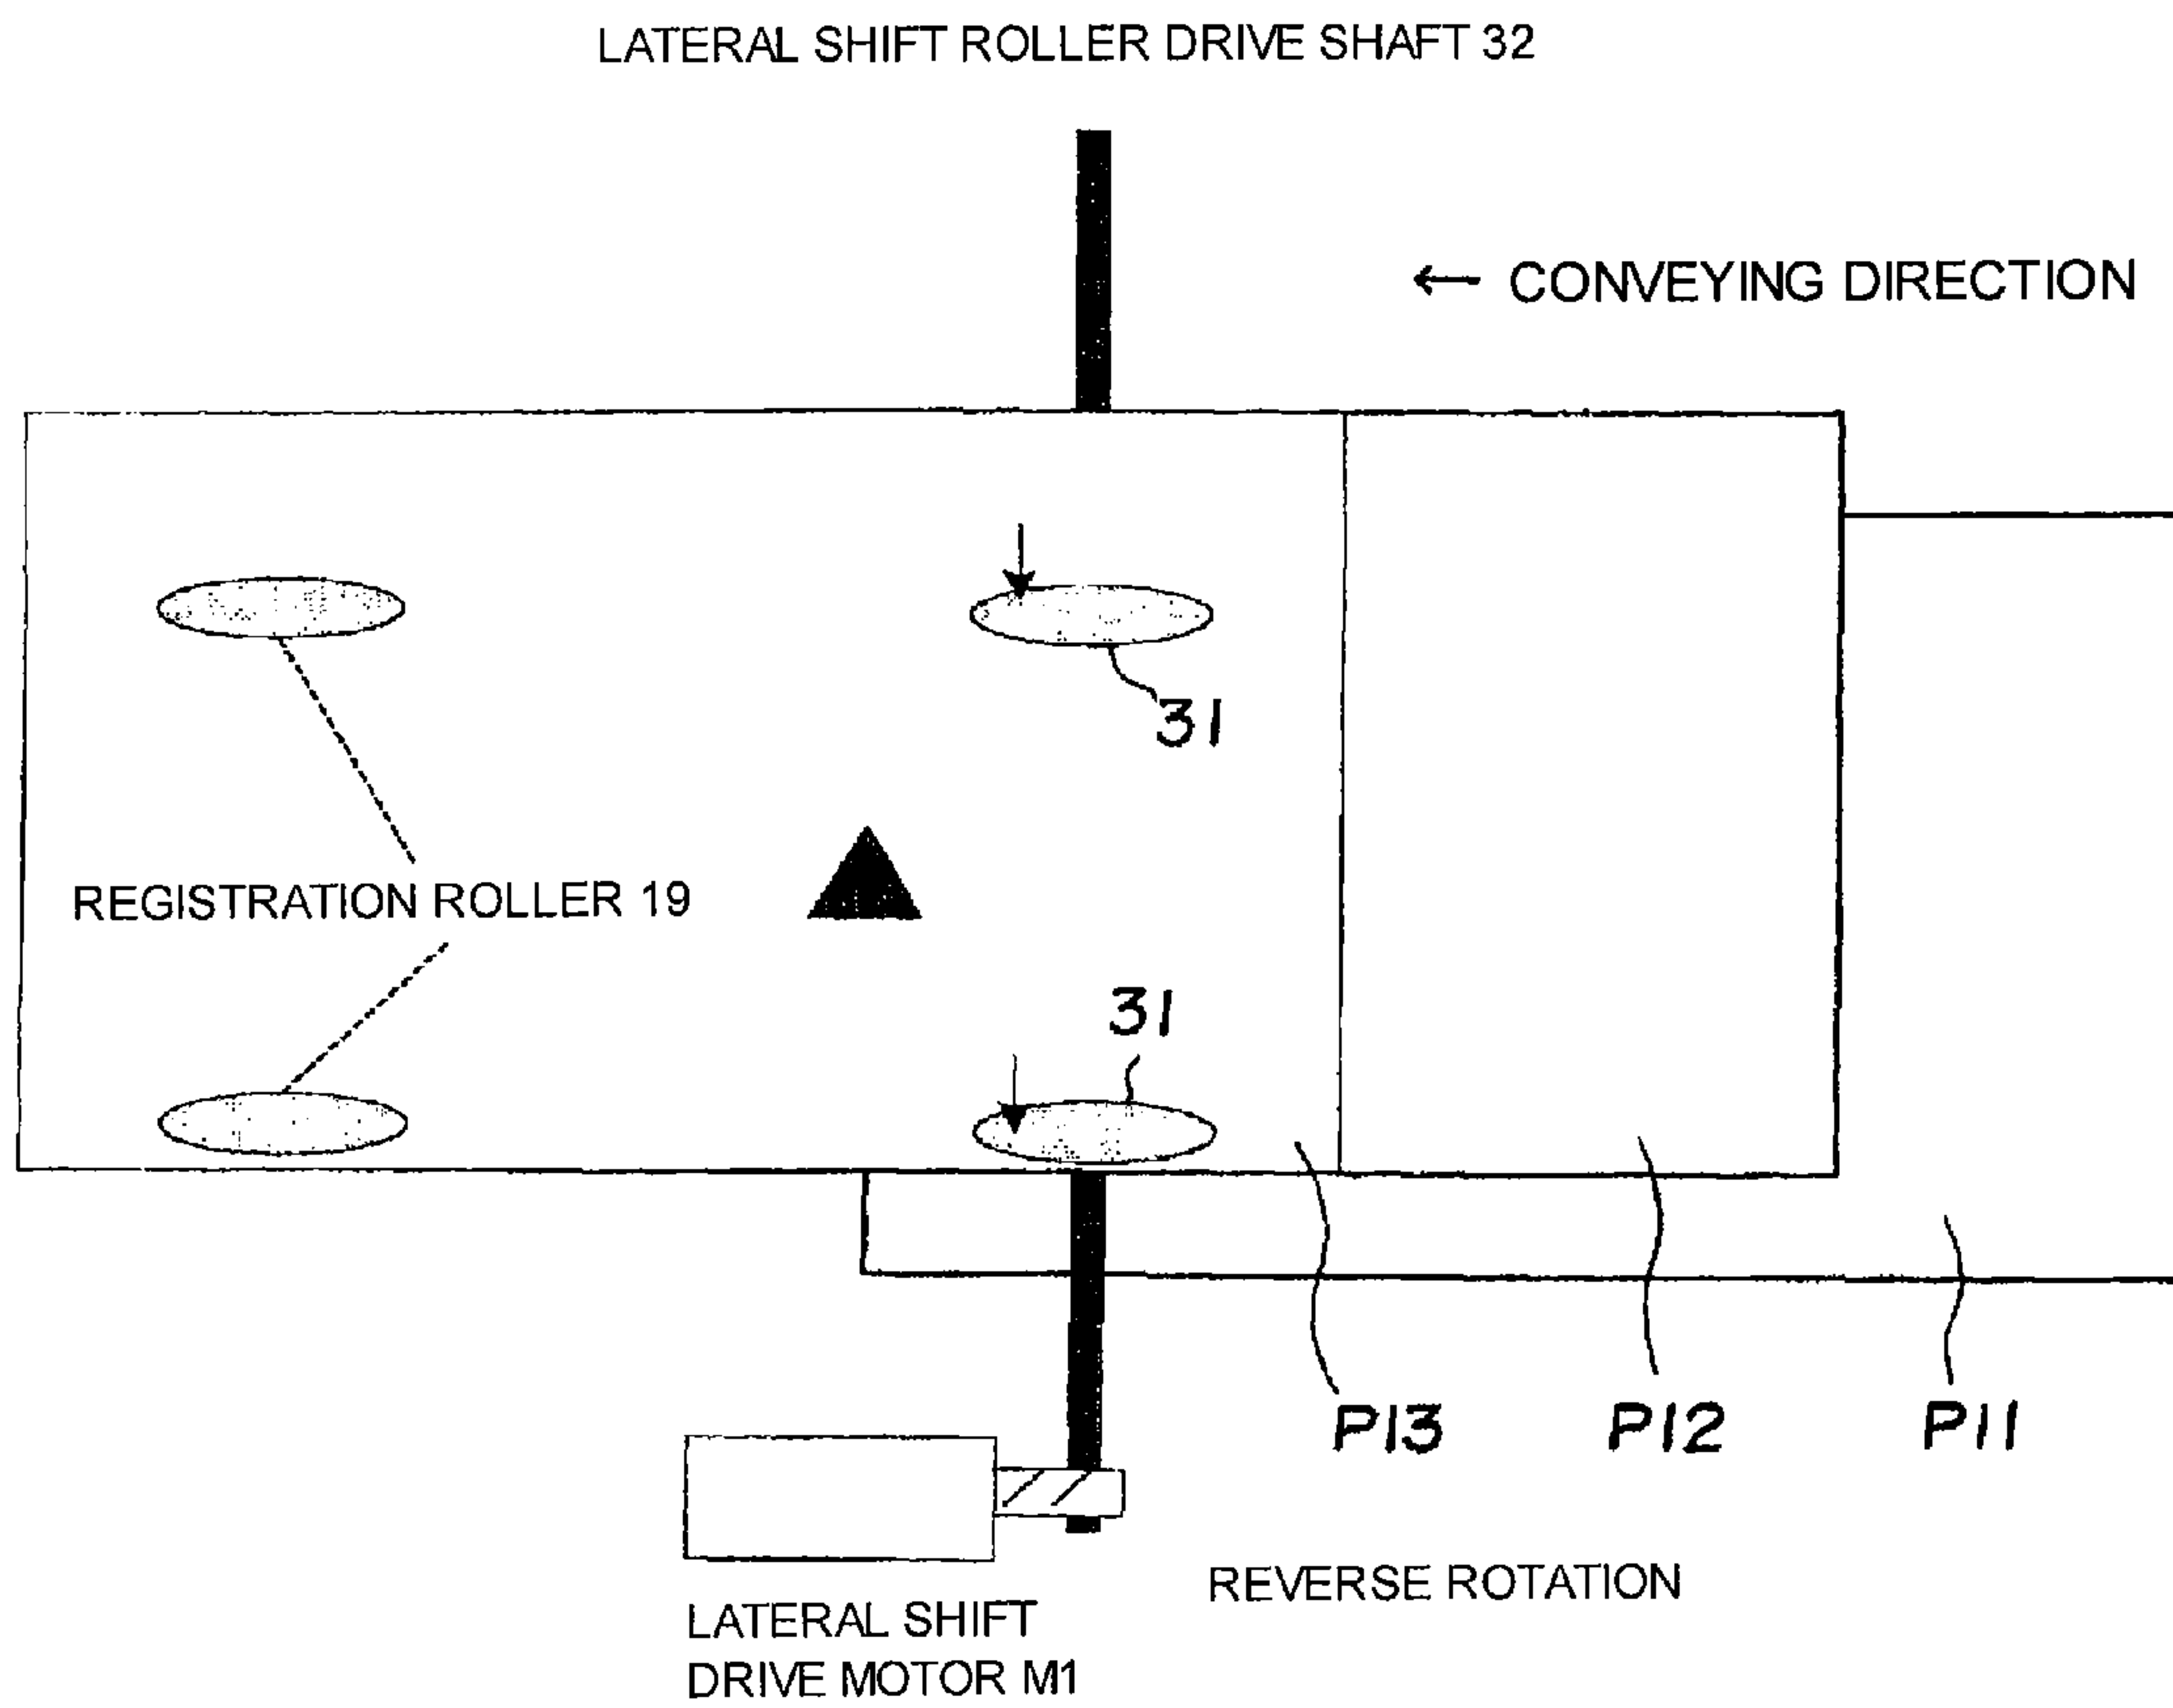 LATERAL SHIFT ROLLER DRIVE SHAFT 32
← CONVEYING DIRECTION
31
REGISTRATION ROLLER 19
31
P13
P12
P11
REVERSE ROTATION
LATERAL SHIFT
DRIVE MOTOR M1